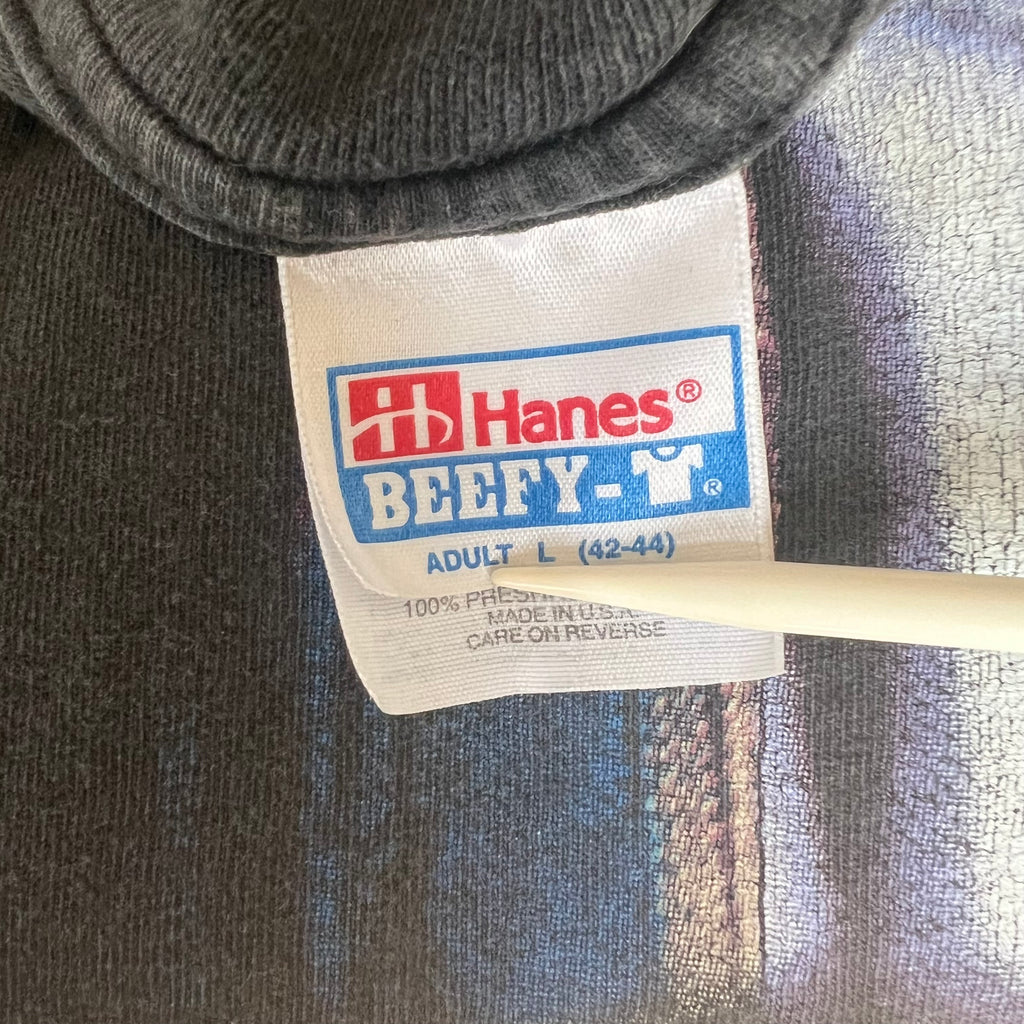 Hanes®
BEEFY-T®
ADULT L (42-44)
100%
MADE IN U.S.A.
CARE ON REVERSE